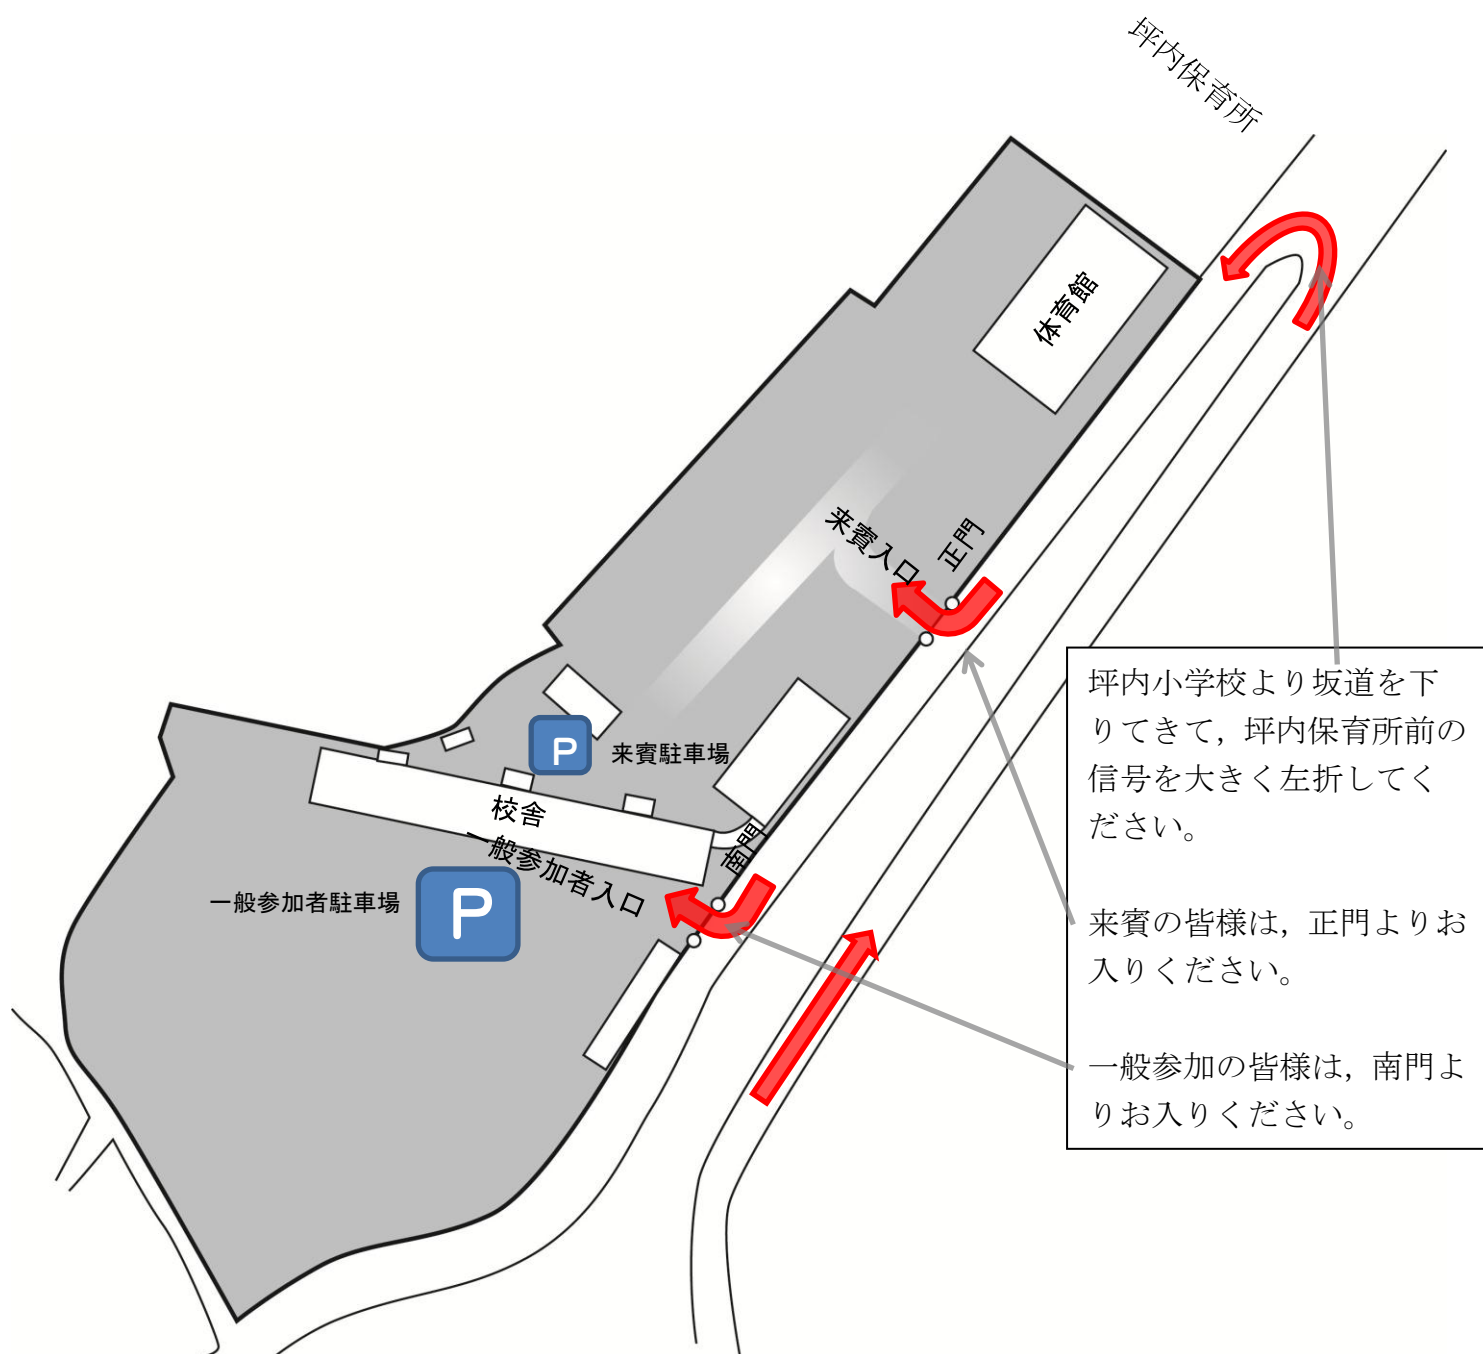 坪内保育所
体育館
正門
来賓入口
P
来賓駐車場
校舎
南門
一般参加者入口
一般参加者駐車場
P
坪内小学校より坂道を下
りてきて，坪内保育所前の
信号を大きく左折してく
ださい。
来賓の皆様は，正門よりお
入りください。
一般参加の皆様は，南門よ
りお入りください。